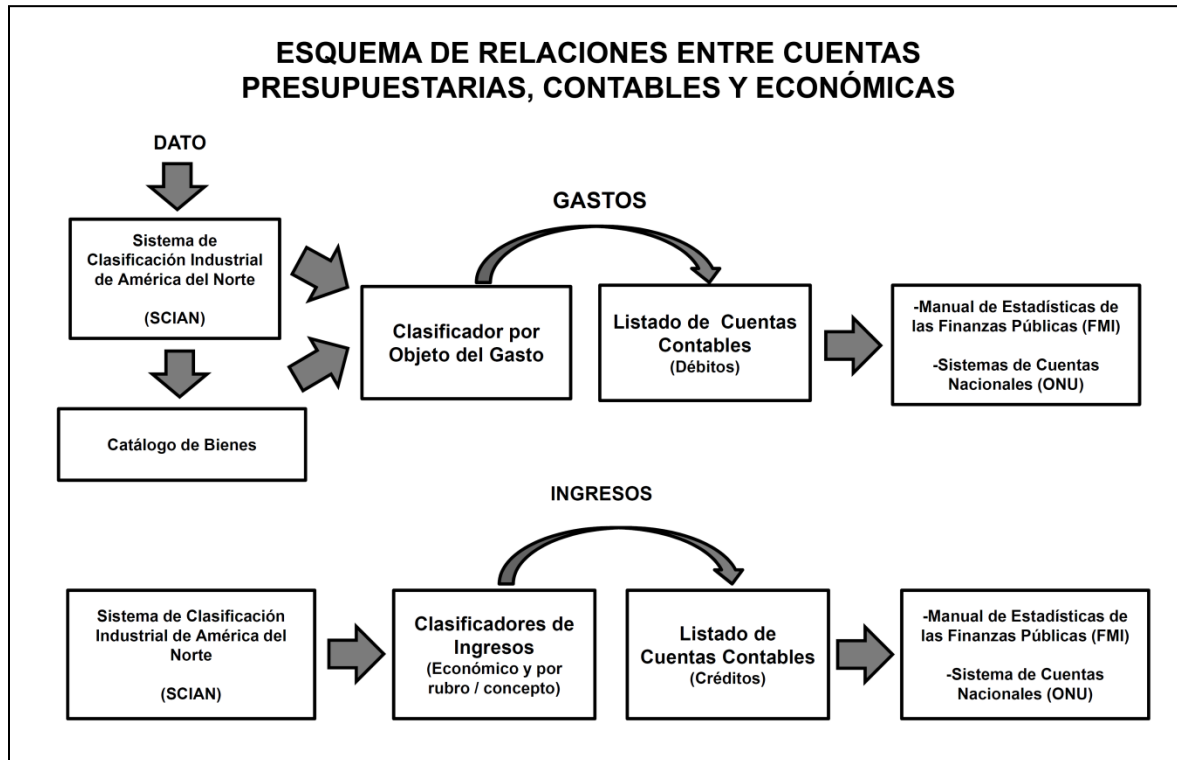 ESQUEMA DE RELACIONES ENTRE CUENTAS
PRESUPUESTARIAS, CONTABLES Y ECONÓMICAS
DATO
GASTOS
Sistema de
Clasificación Industrial
de América del Norte
(SCIAN)
Clasificador por
Objeto del Gasto
Listado de Cuentas
Contables
(Débitos)
-Manual de Estadísticas de
las Finanzas Públicas (FMI)
-Sistemas de Cuentas
Nacionales (ONU)
Catálogo de Bienes
INGRESOS
Sistema de Clasificación
Industrial de América del
Norte
(SCIAN)
Clasificadores de
Ingresos
(Económico y por
rubro / concepto)
Listado de
Cuentas Contables
(Créditos)
-Manual de Estadísticas de
las Finanzas Públicas (FMI)
-Sistema de Cuentas
Nacionales (ONU)